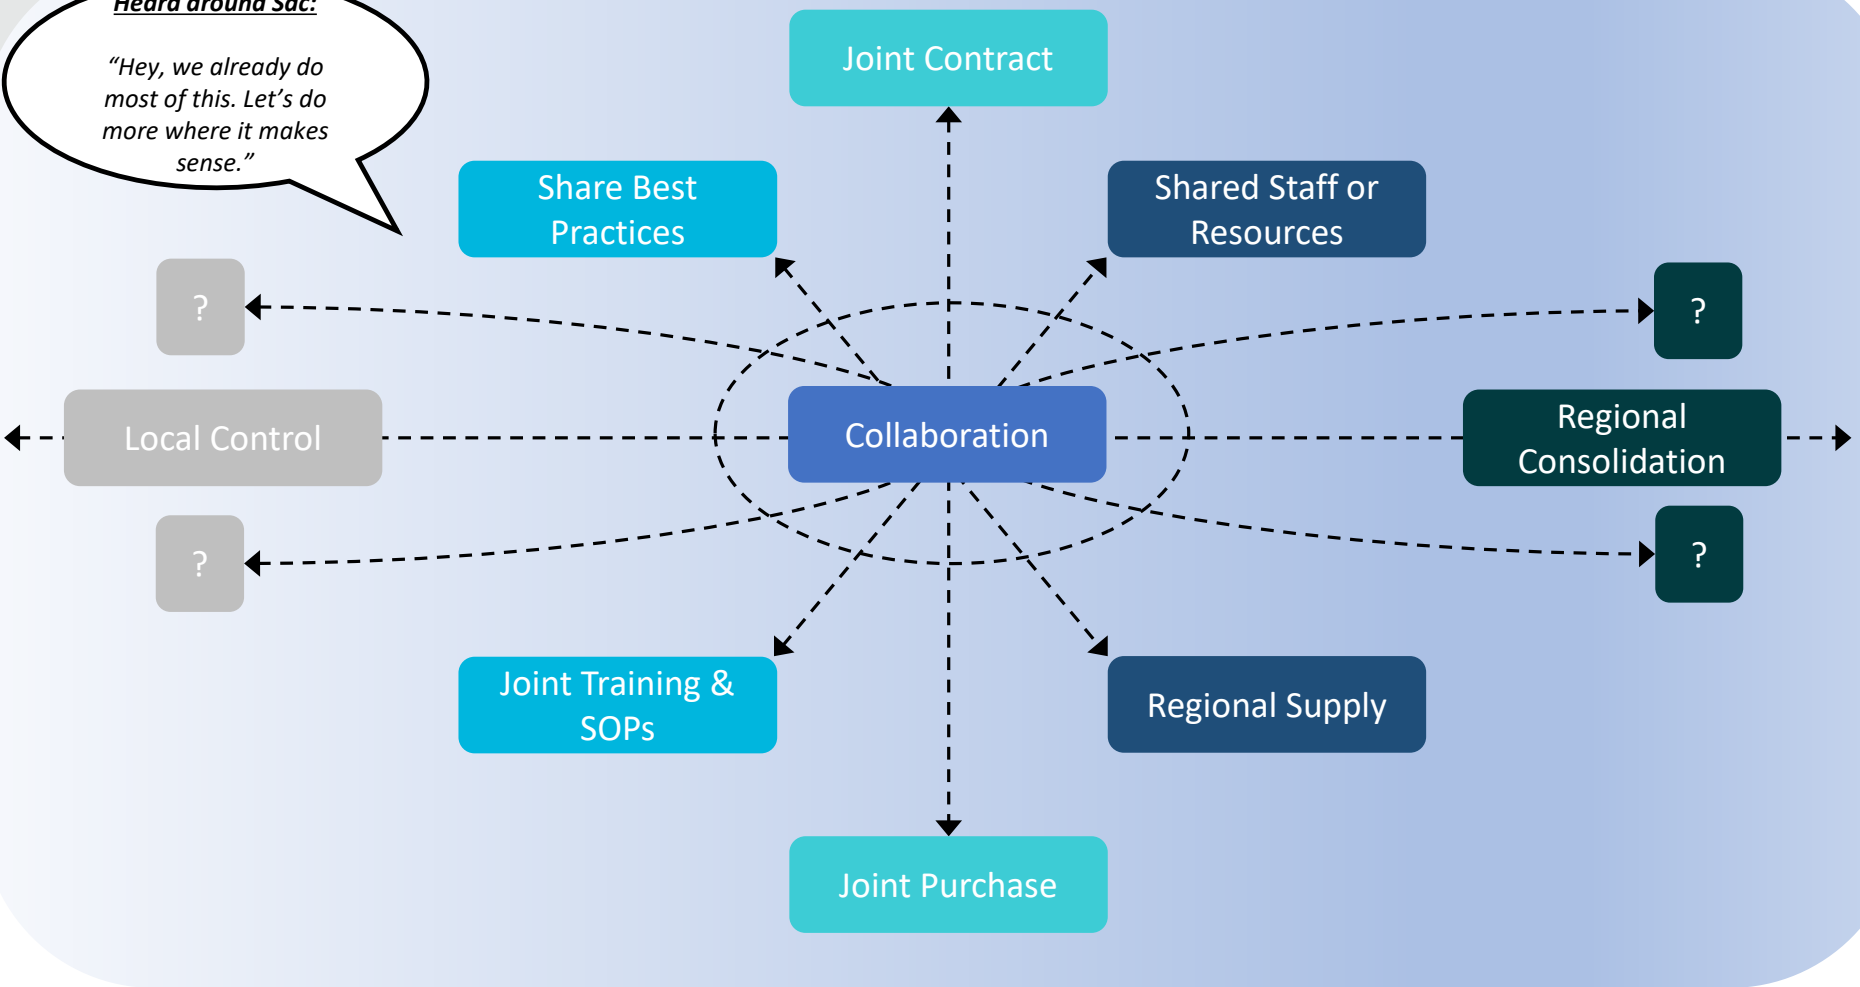 Heard around Sac:
“Hey, we already do
most of this. Let’s do
more where it makes
sense.”
Joint Contract
Share Best
Practices
Shared Staff or
Resources
?
?
Local Control
Collaboration
Regional
Consolidation
?
?
Joint Training &
SOPs
Regional Supply
Joint Purchase